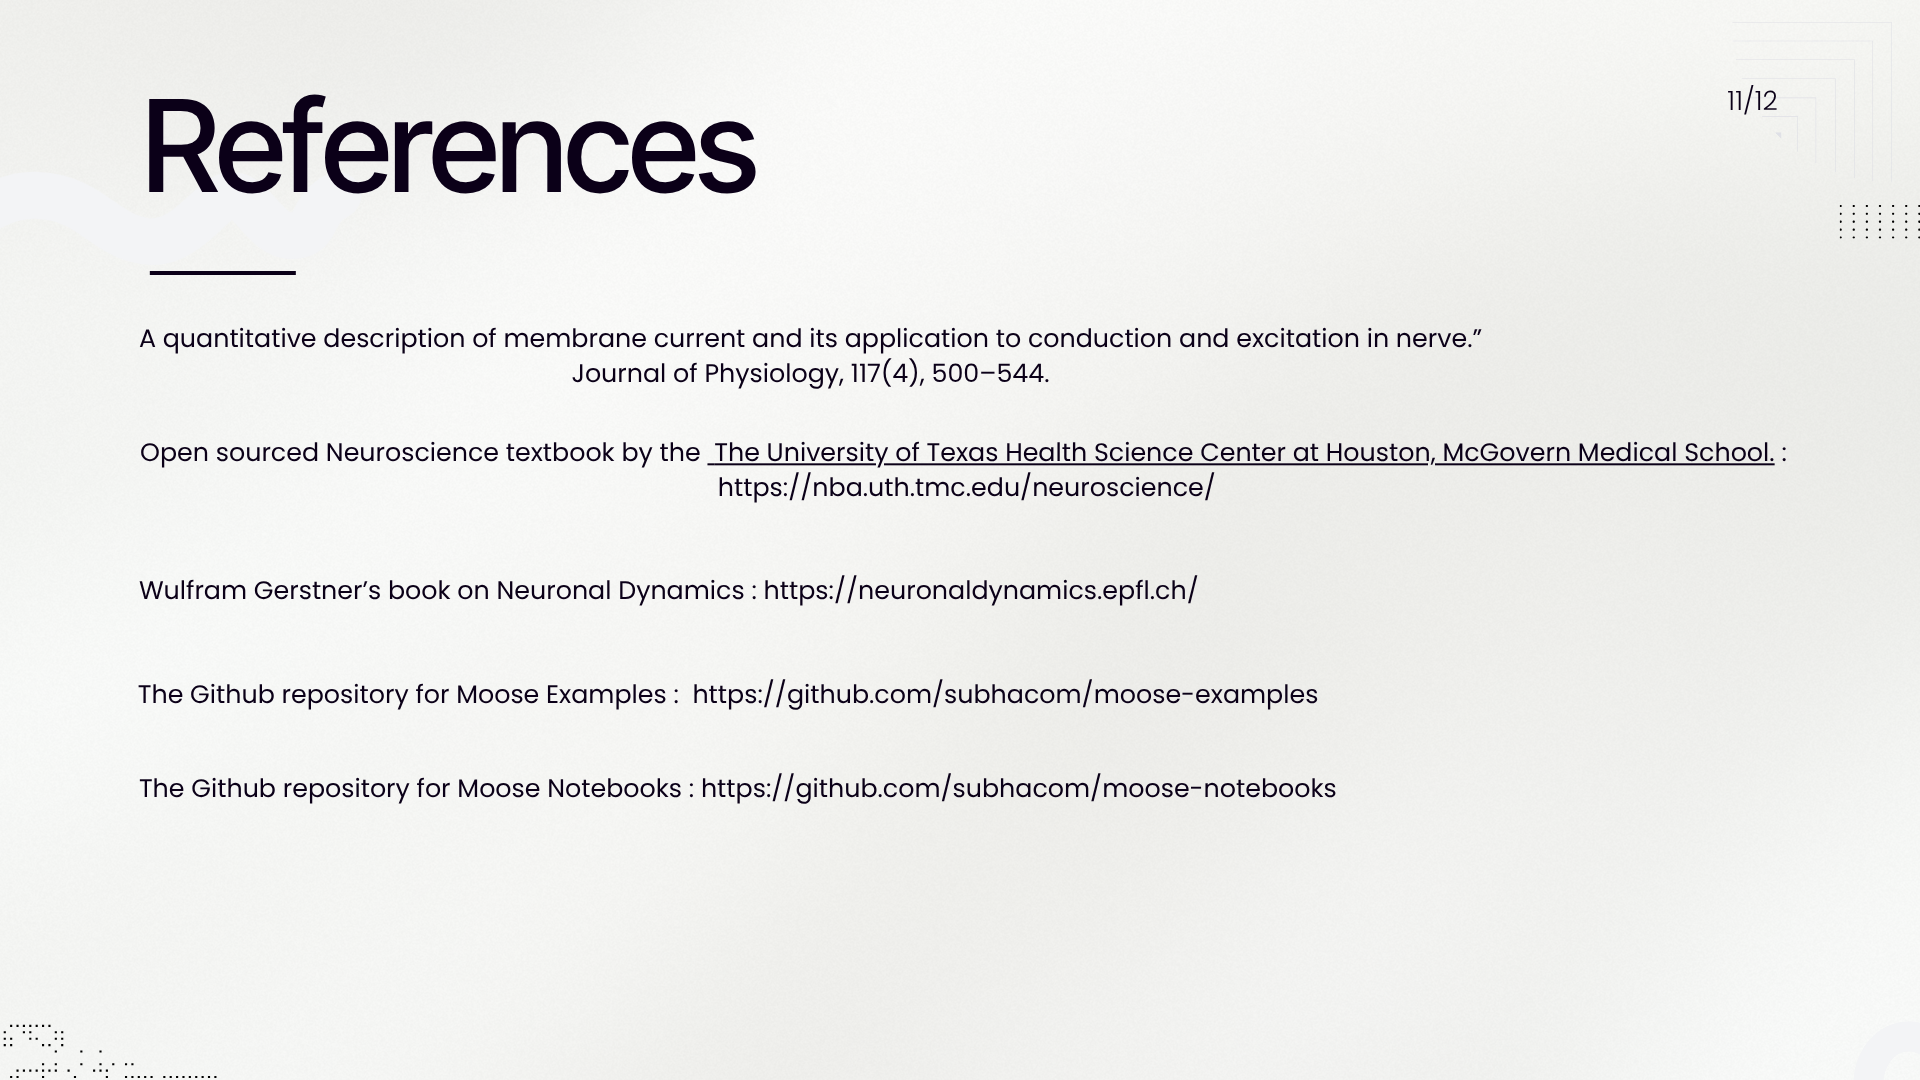 References
11/12
A quantitative description of membrane current and its application to conduction and excitation in nerve.”
Journal of Physiology, 117(4), 500–544.
Open sourced Neuroscience textbook by the  The University of Texas Health Science Center at Houston, McGovern Medical School. :
https://nba.uth.tmc.edu/neuroscience/
Wulfram Gerstner’s book on Neuronal Dynamics : https://neuronaldynamics.epfl.ch/
The Github repository for Moose Examples :  https://github.com/subhacom/moose-examples
The Github repository for Moose Notebooks : https://github.com/subhacom/moose-notebooks